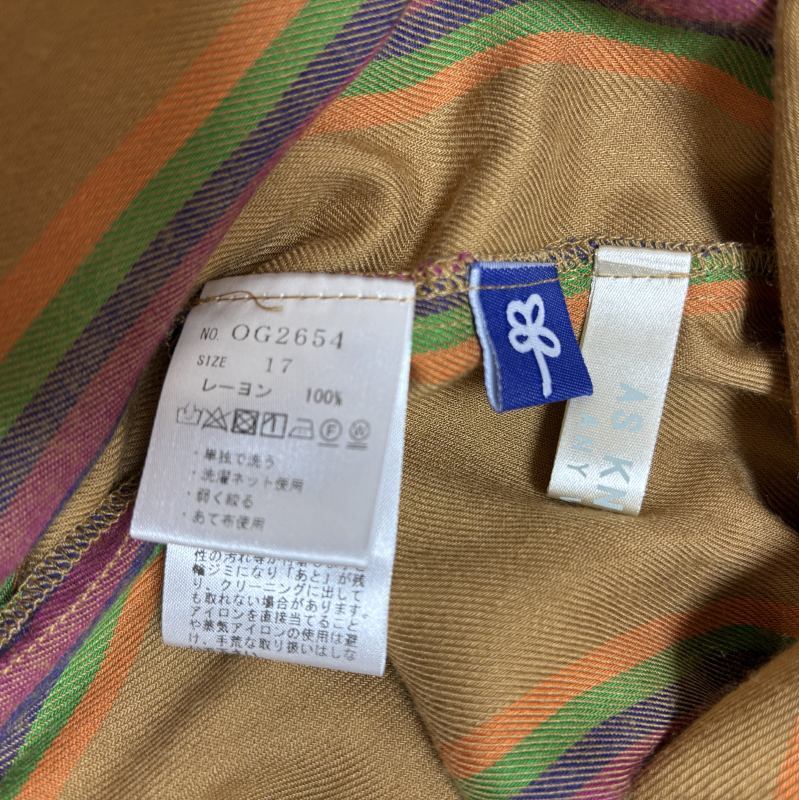 NO. OG2654
SIZE 17
レーヨン 100%
・単独で洗う
・洗濯ネット使用
・弱く絞る
・あて布使用
輪ジミになり「あと」が残
り、クリーニングに出して
も取れない場合があります。
アイロンを直接当てること
や蒸気アイロンの使用は避
け、手荒な取り扱いはしな
AS KN
ANY